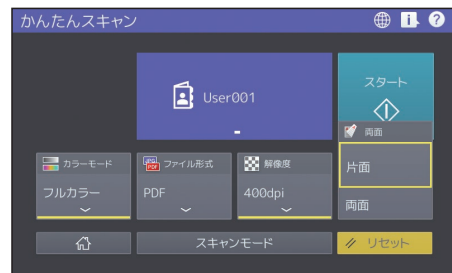 かんたんスキャン
User001
スタート
両面
片面
両面
カラーモード
フルカラー
JPG
PDF
ファイル形式
PDF
解像度
400dpi
スキャンモード
リセット